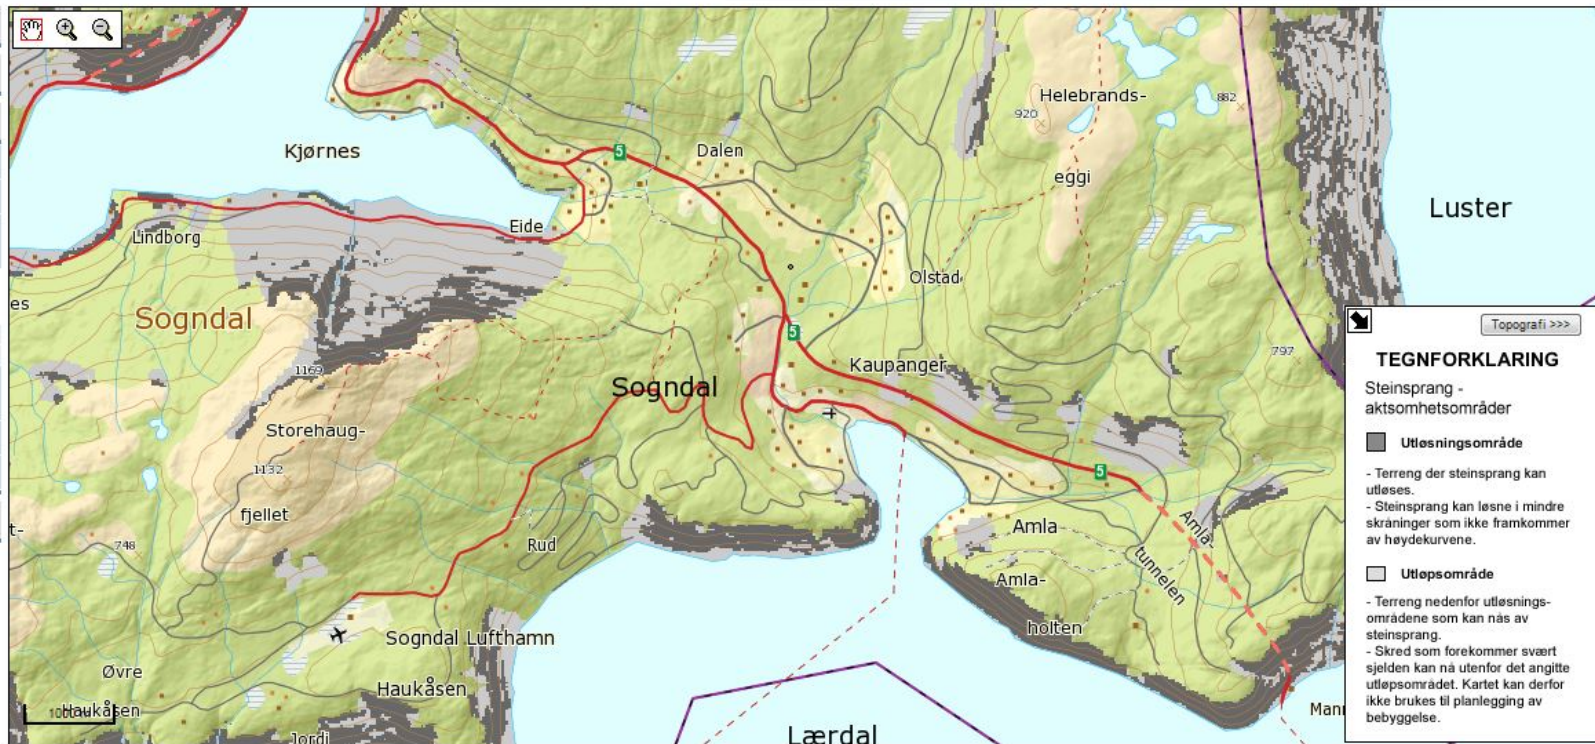 Kjørnes
5
Dalen
Helebrands-
920
882
eggi
Luster
Lindborg
Eide
es
Sogndal
Olstad
5
Topografi >>>
TEGNFORKLARING
Steinsprang -
aktsomhetsområder
Utløsningsområde
- Terreng der steinsprang kan
utløses.
- Steinsprang kan løsne i mindre
skråninger som ikke framkommer
av høydekurvene.
Utløpsområde
- Terreng nedenfor utløsnings-
områdene som kan nås av
steinsprang.
- Skred som forekommer svært
sjelden kan nå utenfor det angitte
utløpsområdet. Kartet kan derfor
ikke brukes til planlegging av
bebyggelse.
797
Kaupanger
1169
Sogndal
Storehaug-
1132
fjellet
5
t-
748
Rud
Amla
Amla-
tunnelen
Amla-
holten
Sogndal Lufthamn
Øvre
Haukåsen
Haukåsen
Jordi
Lærdal
Mann